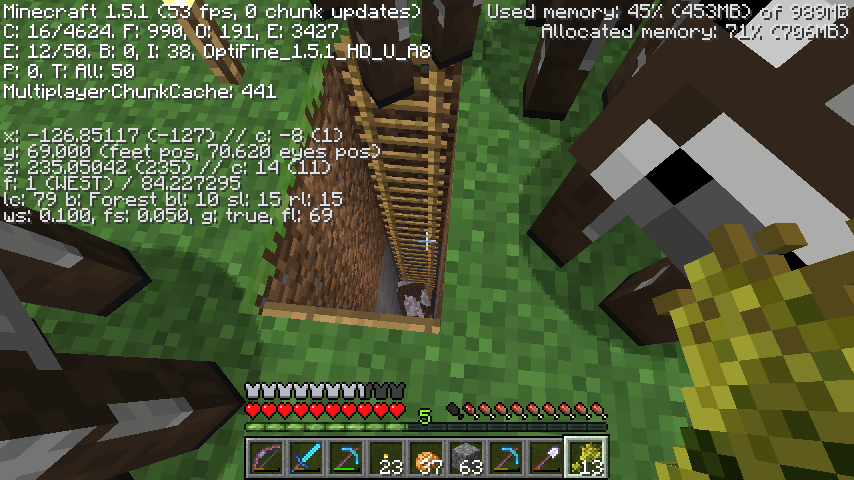 Minecraft 1.5.1 (53 fps, 0 chunk updates)
C: 16/4624, F: 990, O: 191, E: 3427
E: 12/50, B: 0, I: 38, OptiFine_1.5.1_HD_U_A8
P: 0. T: All: 50
MultiplayerChunkCache: 441
Used memory: 45% (453MB) of 989MB
Allocated memory: 71% (706MB)
x: -126.85117 (-127) // c: -8 (1)
y: 69.000 (feet pos, 70.620 eyes pos)
z: 235.05042 (235) // c: 14 (11)
f: 1 (WEST) / 84.227295
lc: 79 b: Forest bl: 10 sl: 15 rl: 15
ws: 0.100, fs: 0.050, g: true, fl: 69
5
23
37
63
13